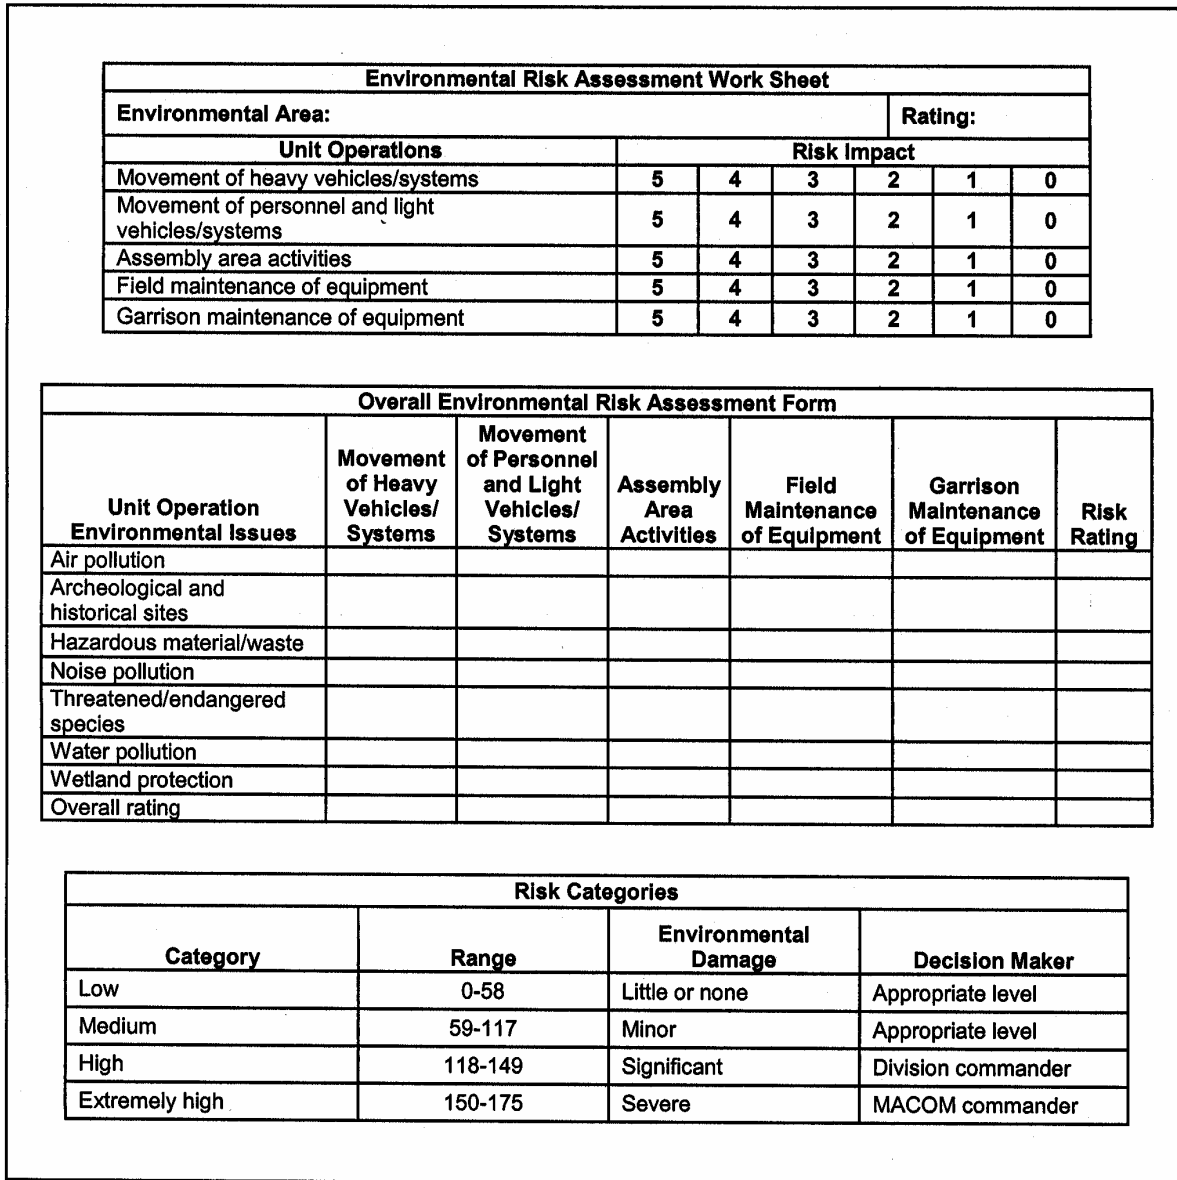 Environmental Risk Assessment Work Sheet
Environmental Area: Rating:
Unit Operations Risk Impact
Movement of heavy vehicles/systems 5 4 3 2 1 0
Movement of personnel and light
vehicles/systems 5 4 3 2 1 0
Assembly area activities 5 4 3 2 1 0
Field maintenance of equipment 5 4 3 2 1 0
Garrison maintenance of equipment 5 4 3 2 1 0
Overall Environmental Risk Assessment Form
Unit Operation
Environmental Issues
Movement
of Heavy
Vehicles/
Systems
Movement
of Personnel
and Light
Vehicles/
Systems
Assembly
Area
Activities
Field
Maintenance
of Equipment
Garrison
Maintenance
of Equipment
Risk
Rating
Air pollution
Archeological and
historical sites
Hazardous material/waste
Noise pollution
Threatened/endangered
species
Water pollution
Wetland protection
Overall rating
Risk Categories
Category
Range
Environmental
Damage
Decision Maker
Low 0-58 Little or none Appropriate level
Medium 59-117 Minor Appropriate level
High 118-149 Significant Division commander
Extremely high 150-175 Severe MACOM commander